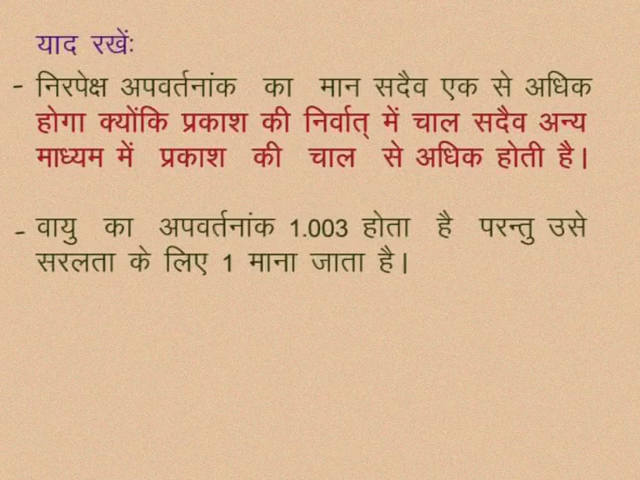 याद रखेंः
- निरपेक्ष अपवर्तनांक का मान सदैव एक से अधिक
होगा क्योंकि प्रकाश की निर्वात् में चाल सदैव अन्य
माध्यम में प्रकाश की चाल से अधिक होती है।
- वायु का अपवर्तनांक 1.003 होता है परन्तु उसे
सरलता के लिए 1 माना जाता है।